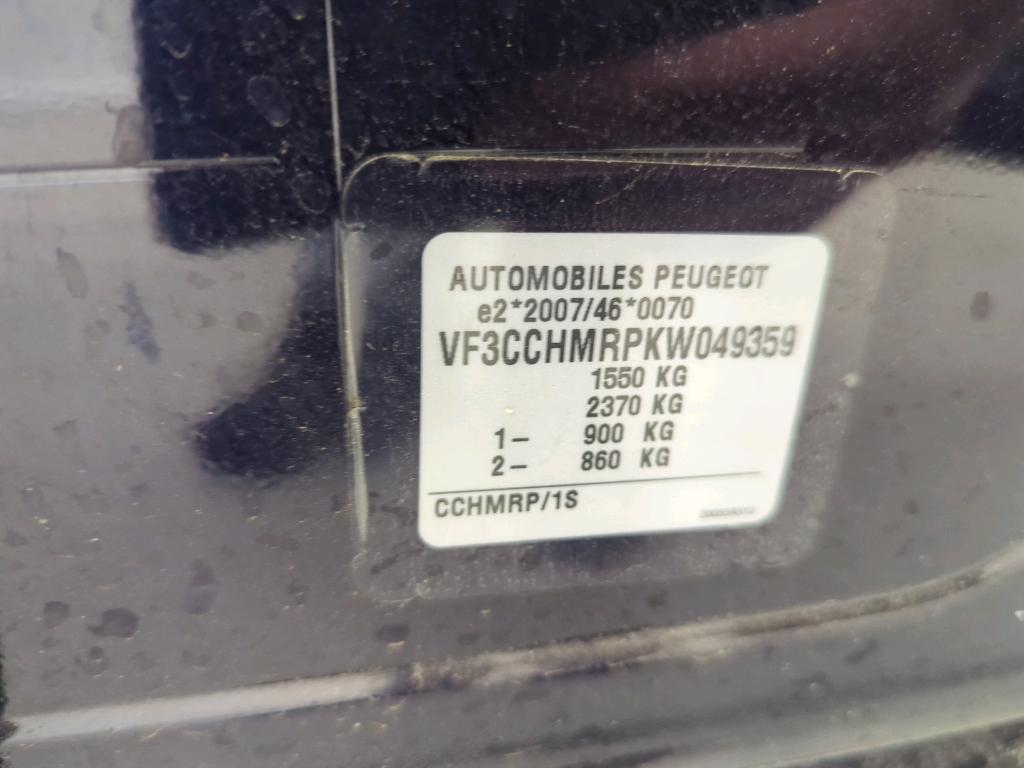 AUTOMOBILES PEUGEOT
e2*2007/46*0070
VF3CCHMRPKW049359
1550 KG
2370 KG
1– 900 KG
2– 860 KG
CCHMRP/1S